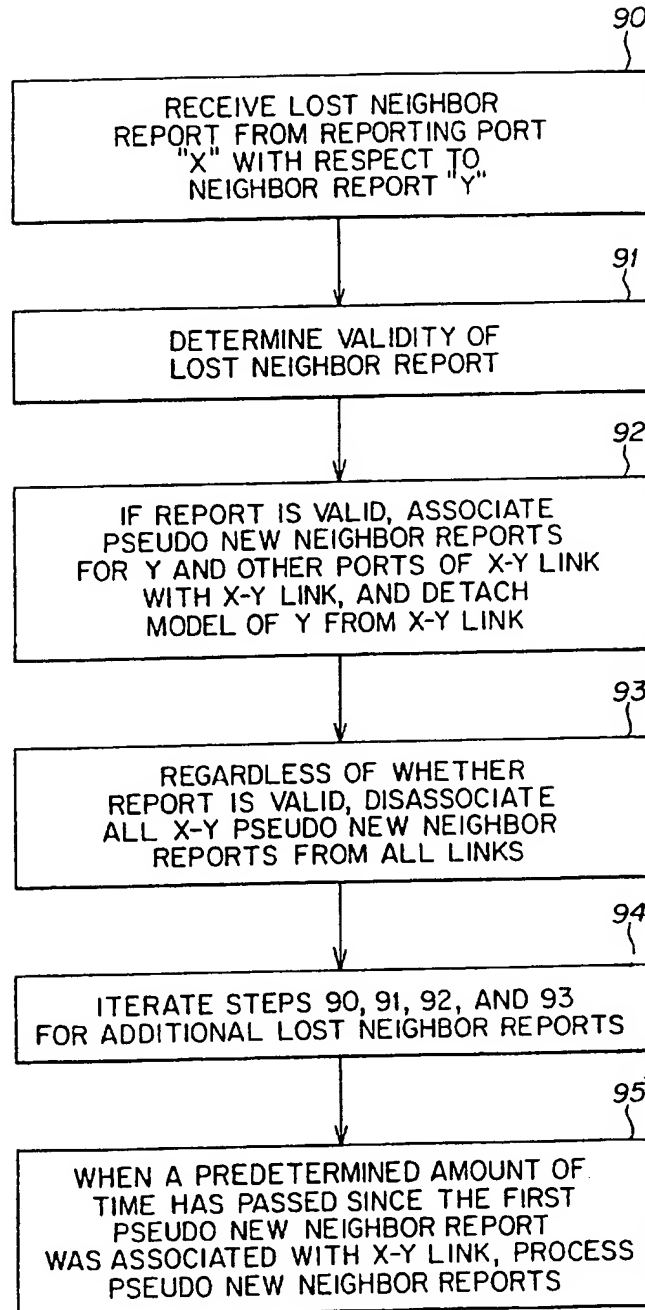 90
RECEIVE LOST NEIGHBOR
REPORT FROM REPORTING PORT
"X" WITH RESPECT TO
NEIGHBOR REPORT "Y"
91
DETERMINE VALIDITY OF
LOST NEIGHBOR REPORT
92
IF REPORT IS VALID, ASSOCIATE
PSEUDO NEW NEIGHBOR REPORTS
FOR Y AND OTHER PORTS OF X-Y LINK
WITH X-Y LINK, AND DETACH
MODEL OF Y FROM X-Y LINK
93
REGARDLESS OF WHETHER
REPORT IS VALID, DISASSOCIATE
ALL X-Y PSEUDO NEW NEIGHBOR
REPORTS FROM ALL LINKS
94
ITERATE STEPS 90, 91, 92, AND 93
FOR ADDITIONAL LOST NEIGHBOR REPORTS
95
WHEN A PREDETERMINED AMOUNT OF
TIME HAS PASSED SINCE THE FIRST
PSEUDO NEW NEIGHBOR REPORT
WAS ASSOCIATED WITH X-Y LINK, PROCESS
PSEUDO NEW NEIGHBOR REPORTS